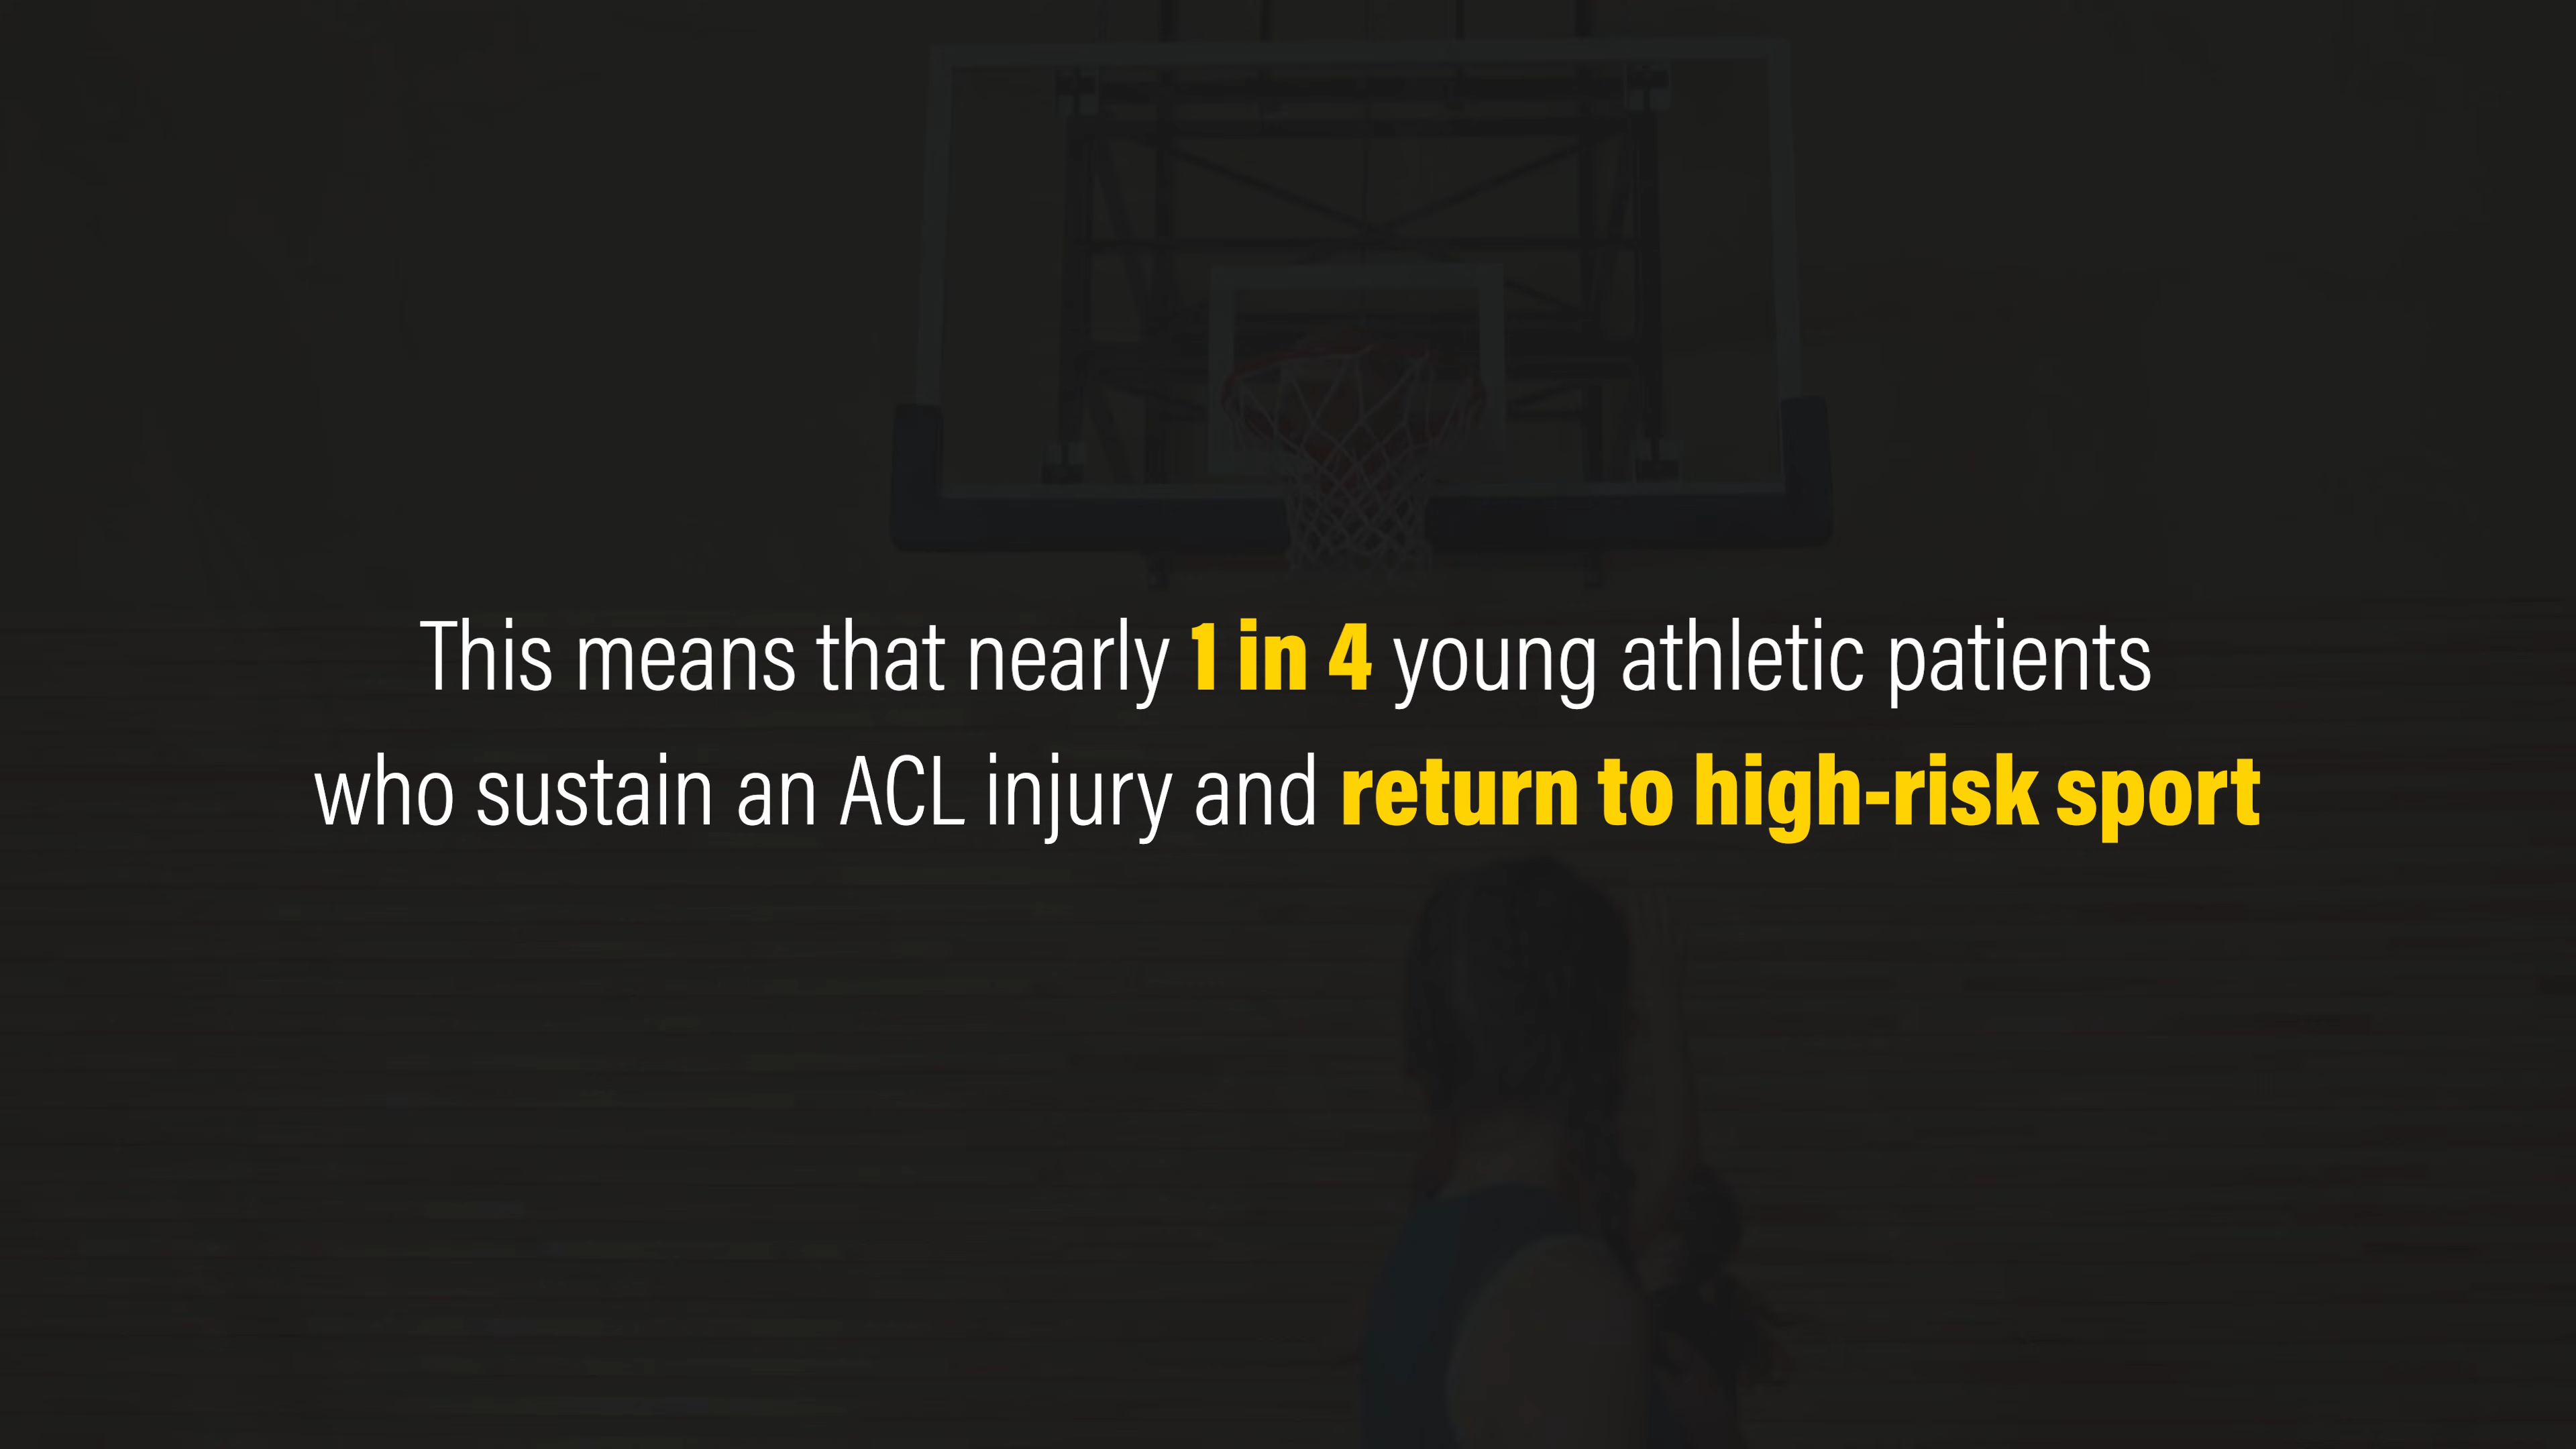 This means that nearly 1 in 4 young athletic patients
who sustain an ACL injury and return to high-risk sport